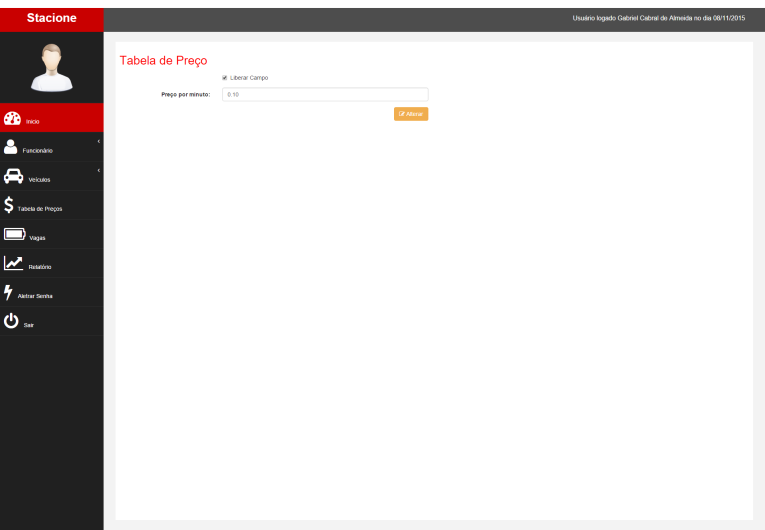 Stacione
Usuário logado Gabriel Cabral de Almeida no dia 08/11/2015
Tabela de Preço
Liberar Campo
Preço por minuto:
0.10
Alterar
Inicio
Funcionário
Veículos
Tabela de Preços
Vagas
Relatório
Aletrar Senha
Sair